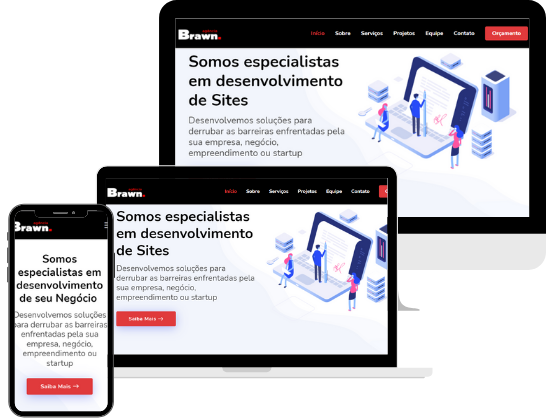 Brawn.
Início Sobre Serviços Projetos Equipe Contato Orçamento
Somos especialistas
em desenvolvimento
de Sites
Desenvolvemos soluções para
derrubar as barreiras enfrentadas pela
sua empresa, negócio,
empreendimento ou startup
Brawn.
Início Sobre Serviços Projetos Equipe Contato
Somos especialistas
em desenvolvimento
de Sites
Desenvolvemos soluções para
derrubar as barreiras enfrentadas pela
sua empresa, negócio,
empreendimento ou startup
Saiba Mais →
Brawn.
Somos
especialistas em
desenvolvimento
de seu Negócio
Desenvolvemos soluções
para derrubar as barreiras
enfrentadas pela sua
empresa, negócio,
empreendimento ou
startup
Saiba Mais →